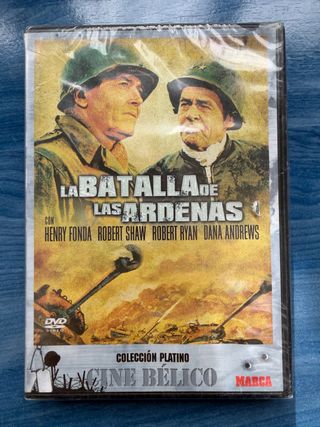 LA BATALLA DE
LAS ARDENAS
CON
HENRY FONDA ROBERT SHAW ROBERT RYAN DANA ANDREWS
DVD
VIDEO
COLECCIÓN PLATINO
CINE BÉLICO
MARCA